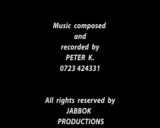 Music composed
and
recorded by
PETER K.
0723 424331
All rights reserved by
JABBOK
PRODUCTIONS